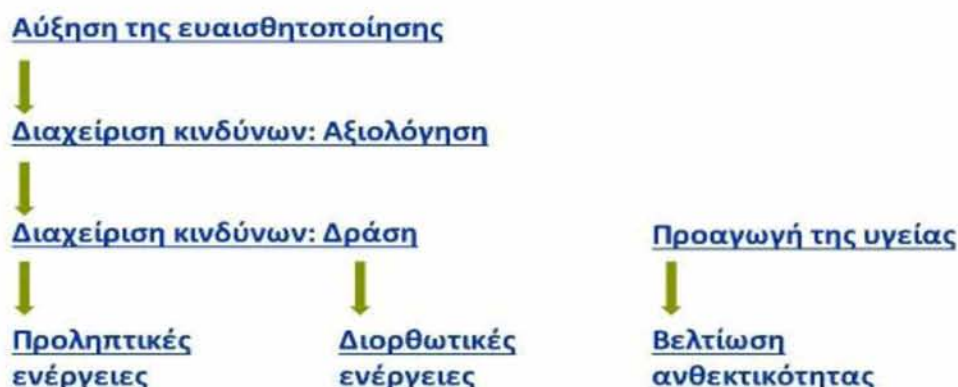 Αύξηση της ευαισθητοποίησης
Διαχείριση κινδύνων: Αξιολόγηση
Διαχείριση κινδύνων: Δράση
Προαγωγή της υγείας
Προληπτικές
ενέργειες
Διορθωτικές
ενέργειες
Βελτίωση
ανθεκτικότητας